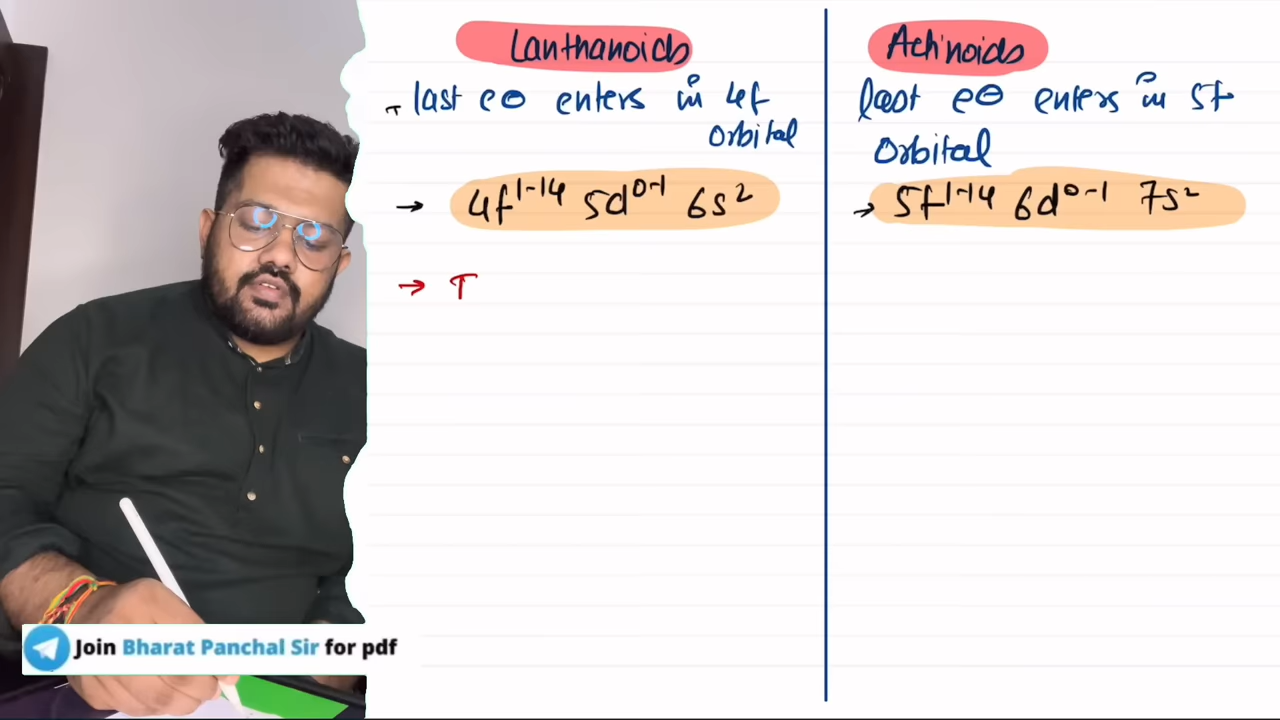 Lanthanoids
last e⊖ enters in 4f
orbital
→ 4f¹⁻¹⁴ 5d⁰⁻¹ 6s²
→ T
Actinoids
last e⊖ enters in 5f
orbital
→ 5f¹⁻¹⁴ 6d⁰⁻¹ 7s²
Join Bharat Panchal Sir for pdf